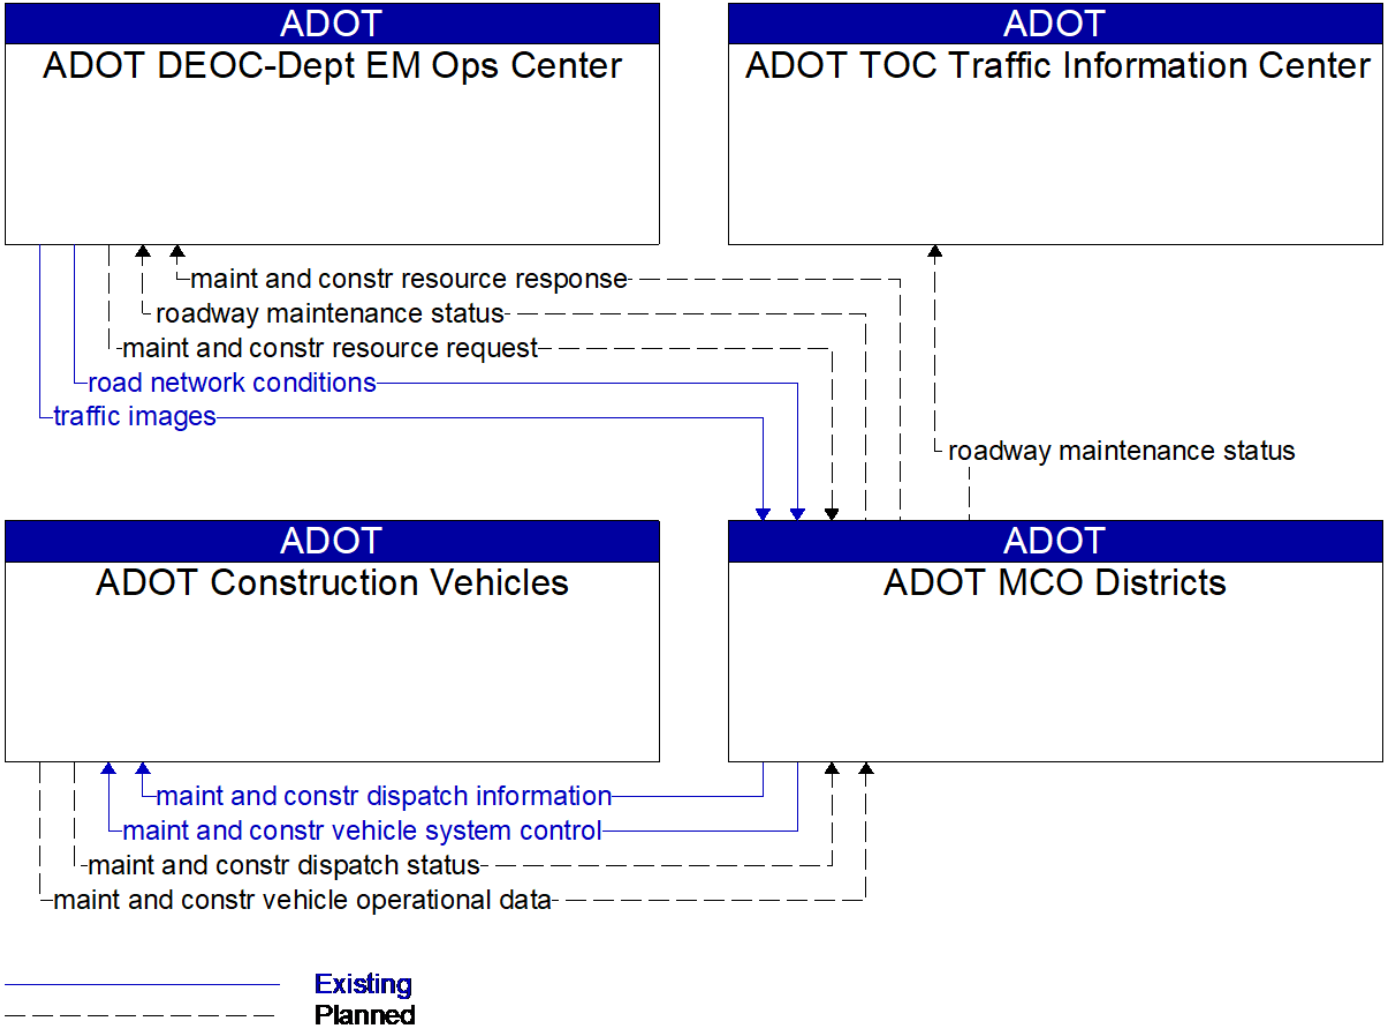 ADOT
ADOT DEOC-Dept EM Ops Center
ADOT
ADOT TOC Traffic Information Center
maint and constr resource response
roadway maintenance status
maint and constr resource request
road network conditions
traffic images
roadway maintenance status
ADOT
ADOT Construction Vehicles
ADOT
ADOT MCO Districts
maint and constr dispatch information
maint and constr vehicle system control
maint and constr dispatch status
maint and constr vehicle operational data
Existing
Planned